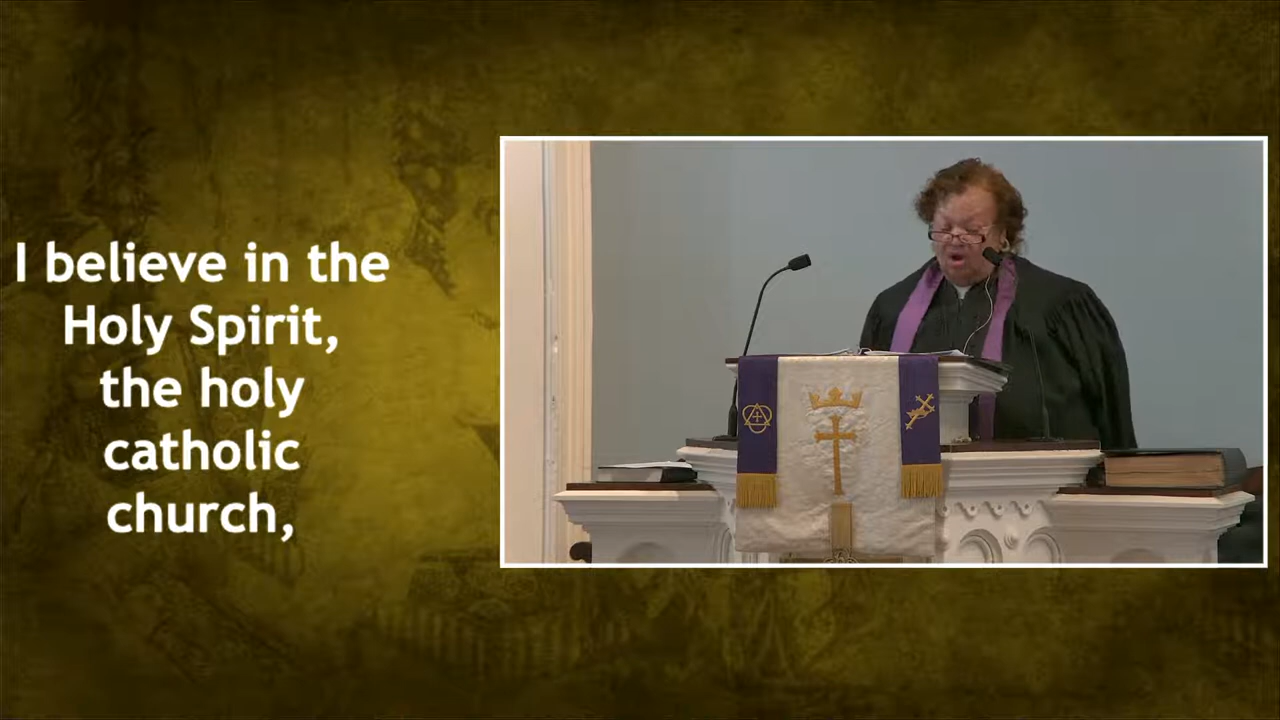 I believe in the
Holy Spirit,
the holy
catholic
church,